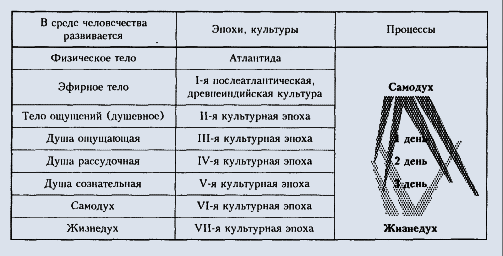 В среде человечества
развивается
Эпохи, культуры
Процессы
Физическое тело
Атлантида
Эфирное тело
I-я послеатлантическая,
древнеиндийская культура
Самодух
Тело ощущений (душевное)
II-я культурная эпоха
Душа ощущающая
III-я культурная эпоха
1 день
Душа рассудочная
IV-я культурная эпоха
2 день
Душа сознательная
V-я культурная эпоха
3 день
Самодух
VI-я культурная эпоха
Жизнедух
VII-я культурная эпоха
Жизнедух